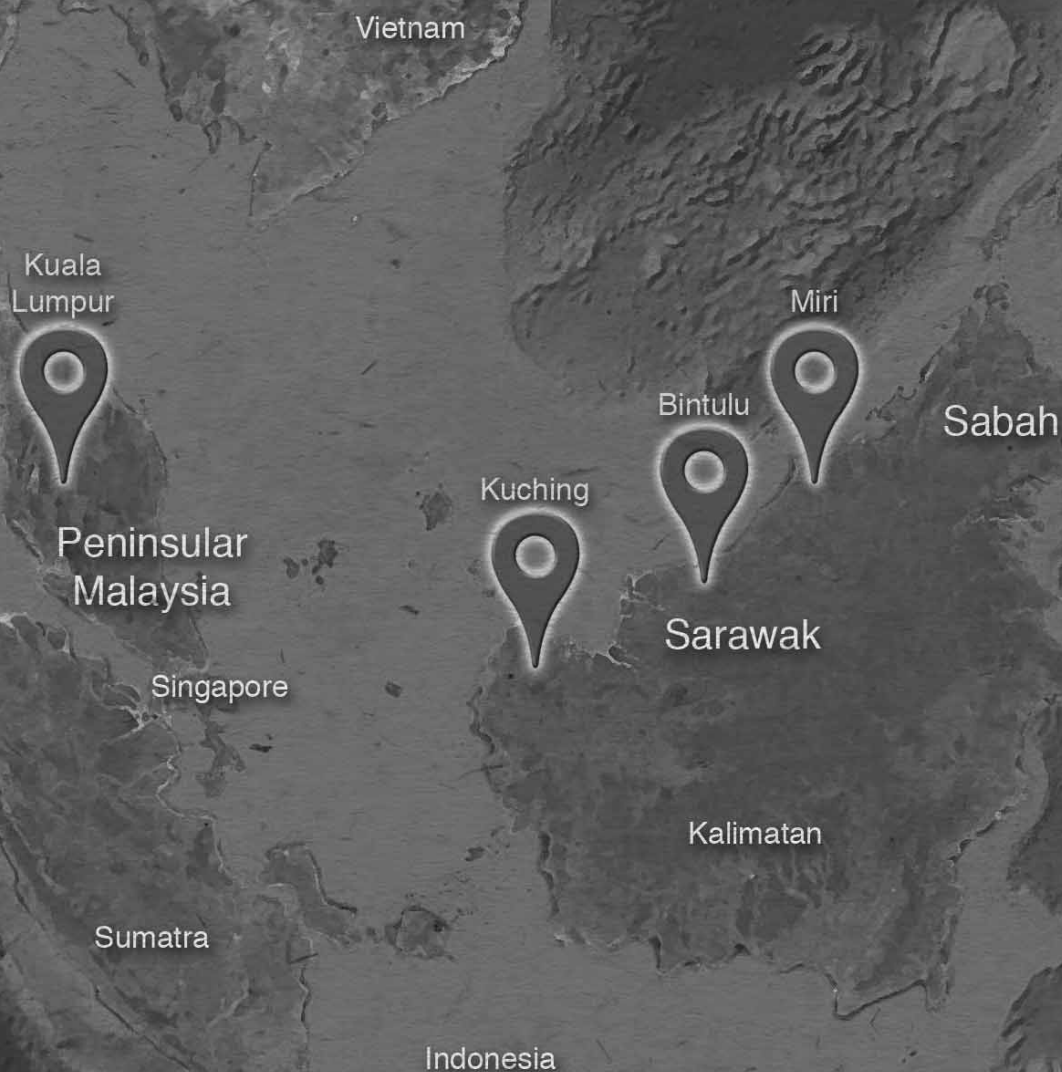 Vietnam
Kuala
Lumpur
Miri
Bintulu
Sabah
Kuching
Peninsular
Malaysia
Sarawak
Singapore
Kalimatan
Sumatra
Indonesia